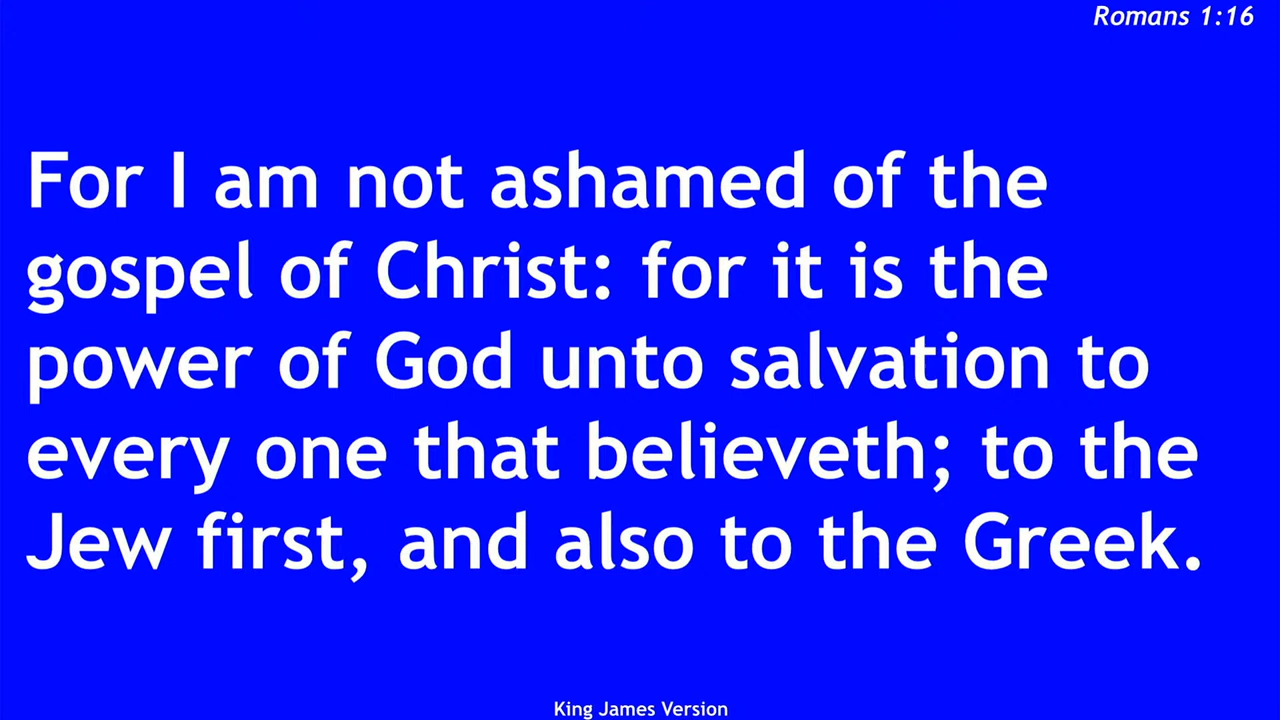 Romans 1:16
For I am not ashamed of the
gospel of Christ: for it is the
power of God unto salvation to
every one that believeth; to the
Jew first, and also to the Greek.
King James Version